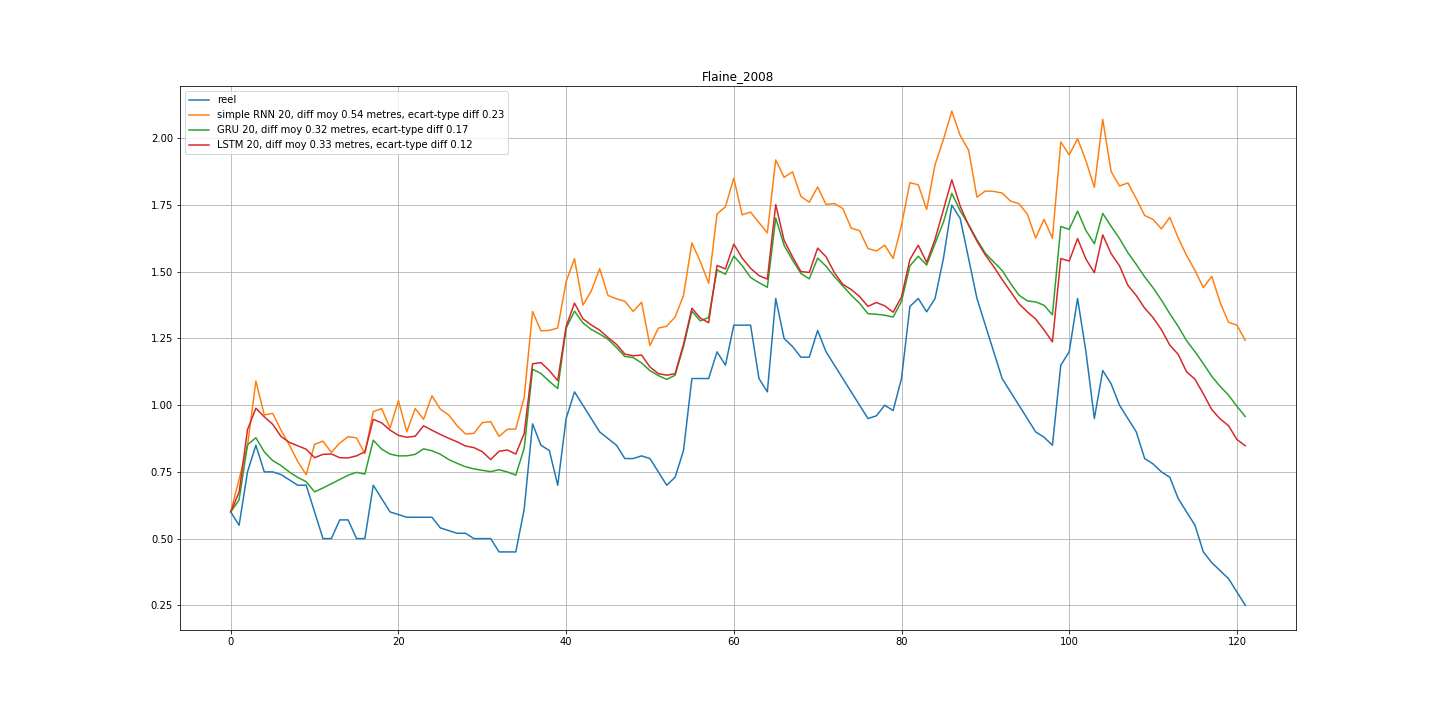 Flaine_2008
reel
simple RNN 20, diff moy 0.54 metres, ecart-type diff 0.23
GRU 20, diff moy 0.32 metres, ecart-type diff 0.17
LSTM 20, diff moy 0.33 metres, ecart-type diff 0.12
2.00
1.75
1.50
1.25
1.00
0.75
0.50
0.25
0 20 40 60 80 100 120